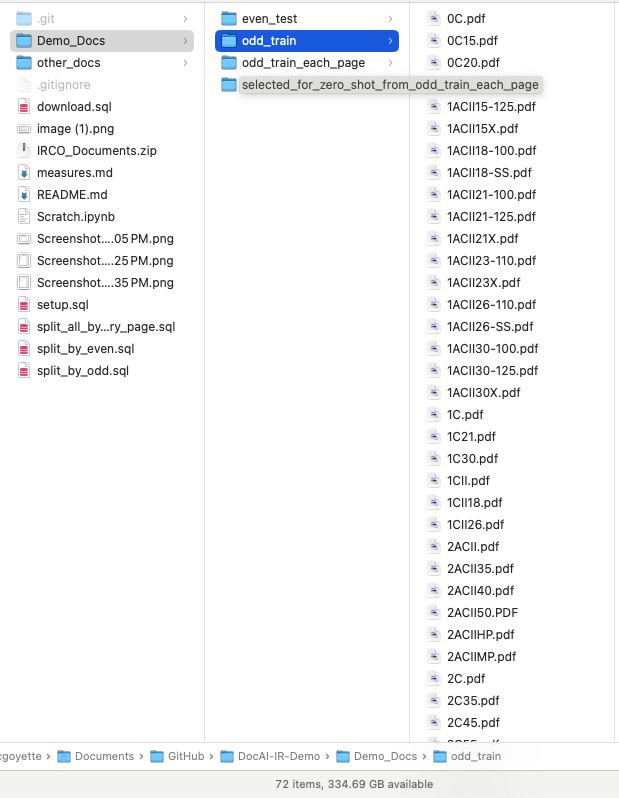 .git
Demo_Docs
other_docs
.gitignore
download.sql
image (1).png
IRCO_Documents.zip
measures.md
README.md
Scratch.ipynb
Screenshot....05 PM.png
Screenshot....25 PM.png
Screenshot....35 PM.png
setup.sql
split_all_by...ry_page.sql
split_by_even.sql
split_by_odd.sql
even_test
odd_train
odd_train_each_page
selected_for_zero_shot_from_odd_train_each_page
0C.pdf
0C15.pdf
0C20.pdf
1ACII15-125.pdf
1ACII15X.pdf
1ACII18-100.pdf
1ACII18-SS.pdf
1ACII21-100.pdf
1ACII21-125.pdf
1ACII21X.pdf
1ACII23-110.pdf
1ACII23X.pdf
1ACII26-110.pdf
1ACII26-SS.pdf
1ACII30-100.pdf
1ACII30-125.pdf
1ACII30X.pdf
1C.pdf
1C21.pdf
1C30.pdf
1CII.pdf
1CII18.pdf
1CII26.pdf
2ACII.pdf
2ACII35.pdf
2ACII40.pdf
2ACII50.PDF
2ACIIHP.pdf
2ACIIMP.pdf
2C.pdf
2C35.pdf
2C45.pdf
cgoyette › Documents › GitHub › DocAI-IR-Demo › Demo_Docs › odd_train
72 items, 334.69 GB available